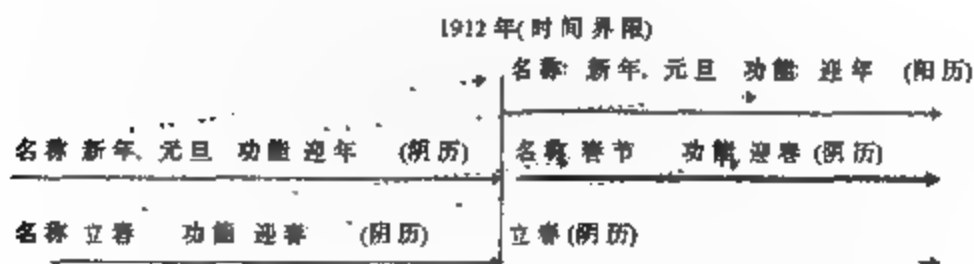 1912年(时间界限)
名称 新年、元旦 功能 迎年 (阳历)
名称 新年、元旦 功能 迎年 (阴历) 名称 春节 功能 迎春 (阴历)
名称 立春 功能 迎春 (阴历) 立春(阴历)